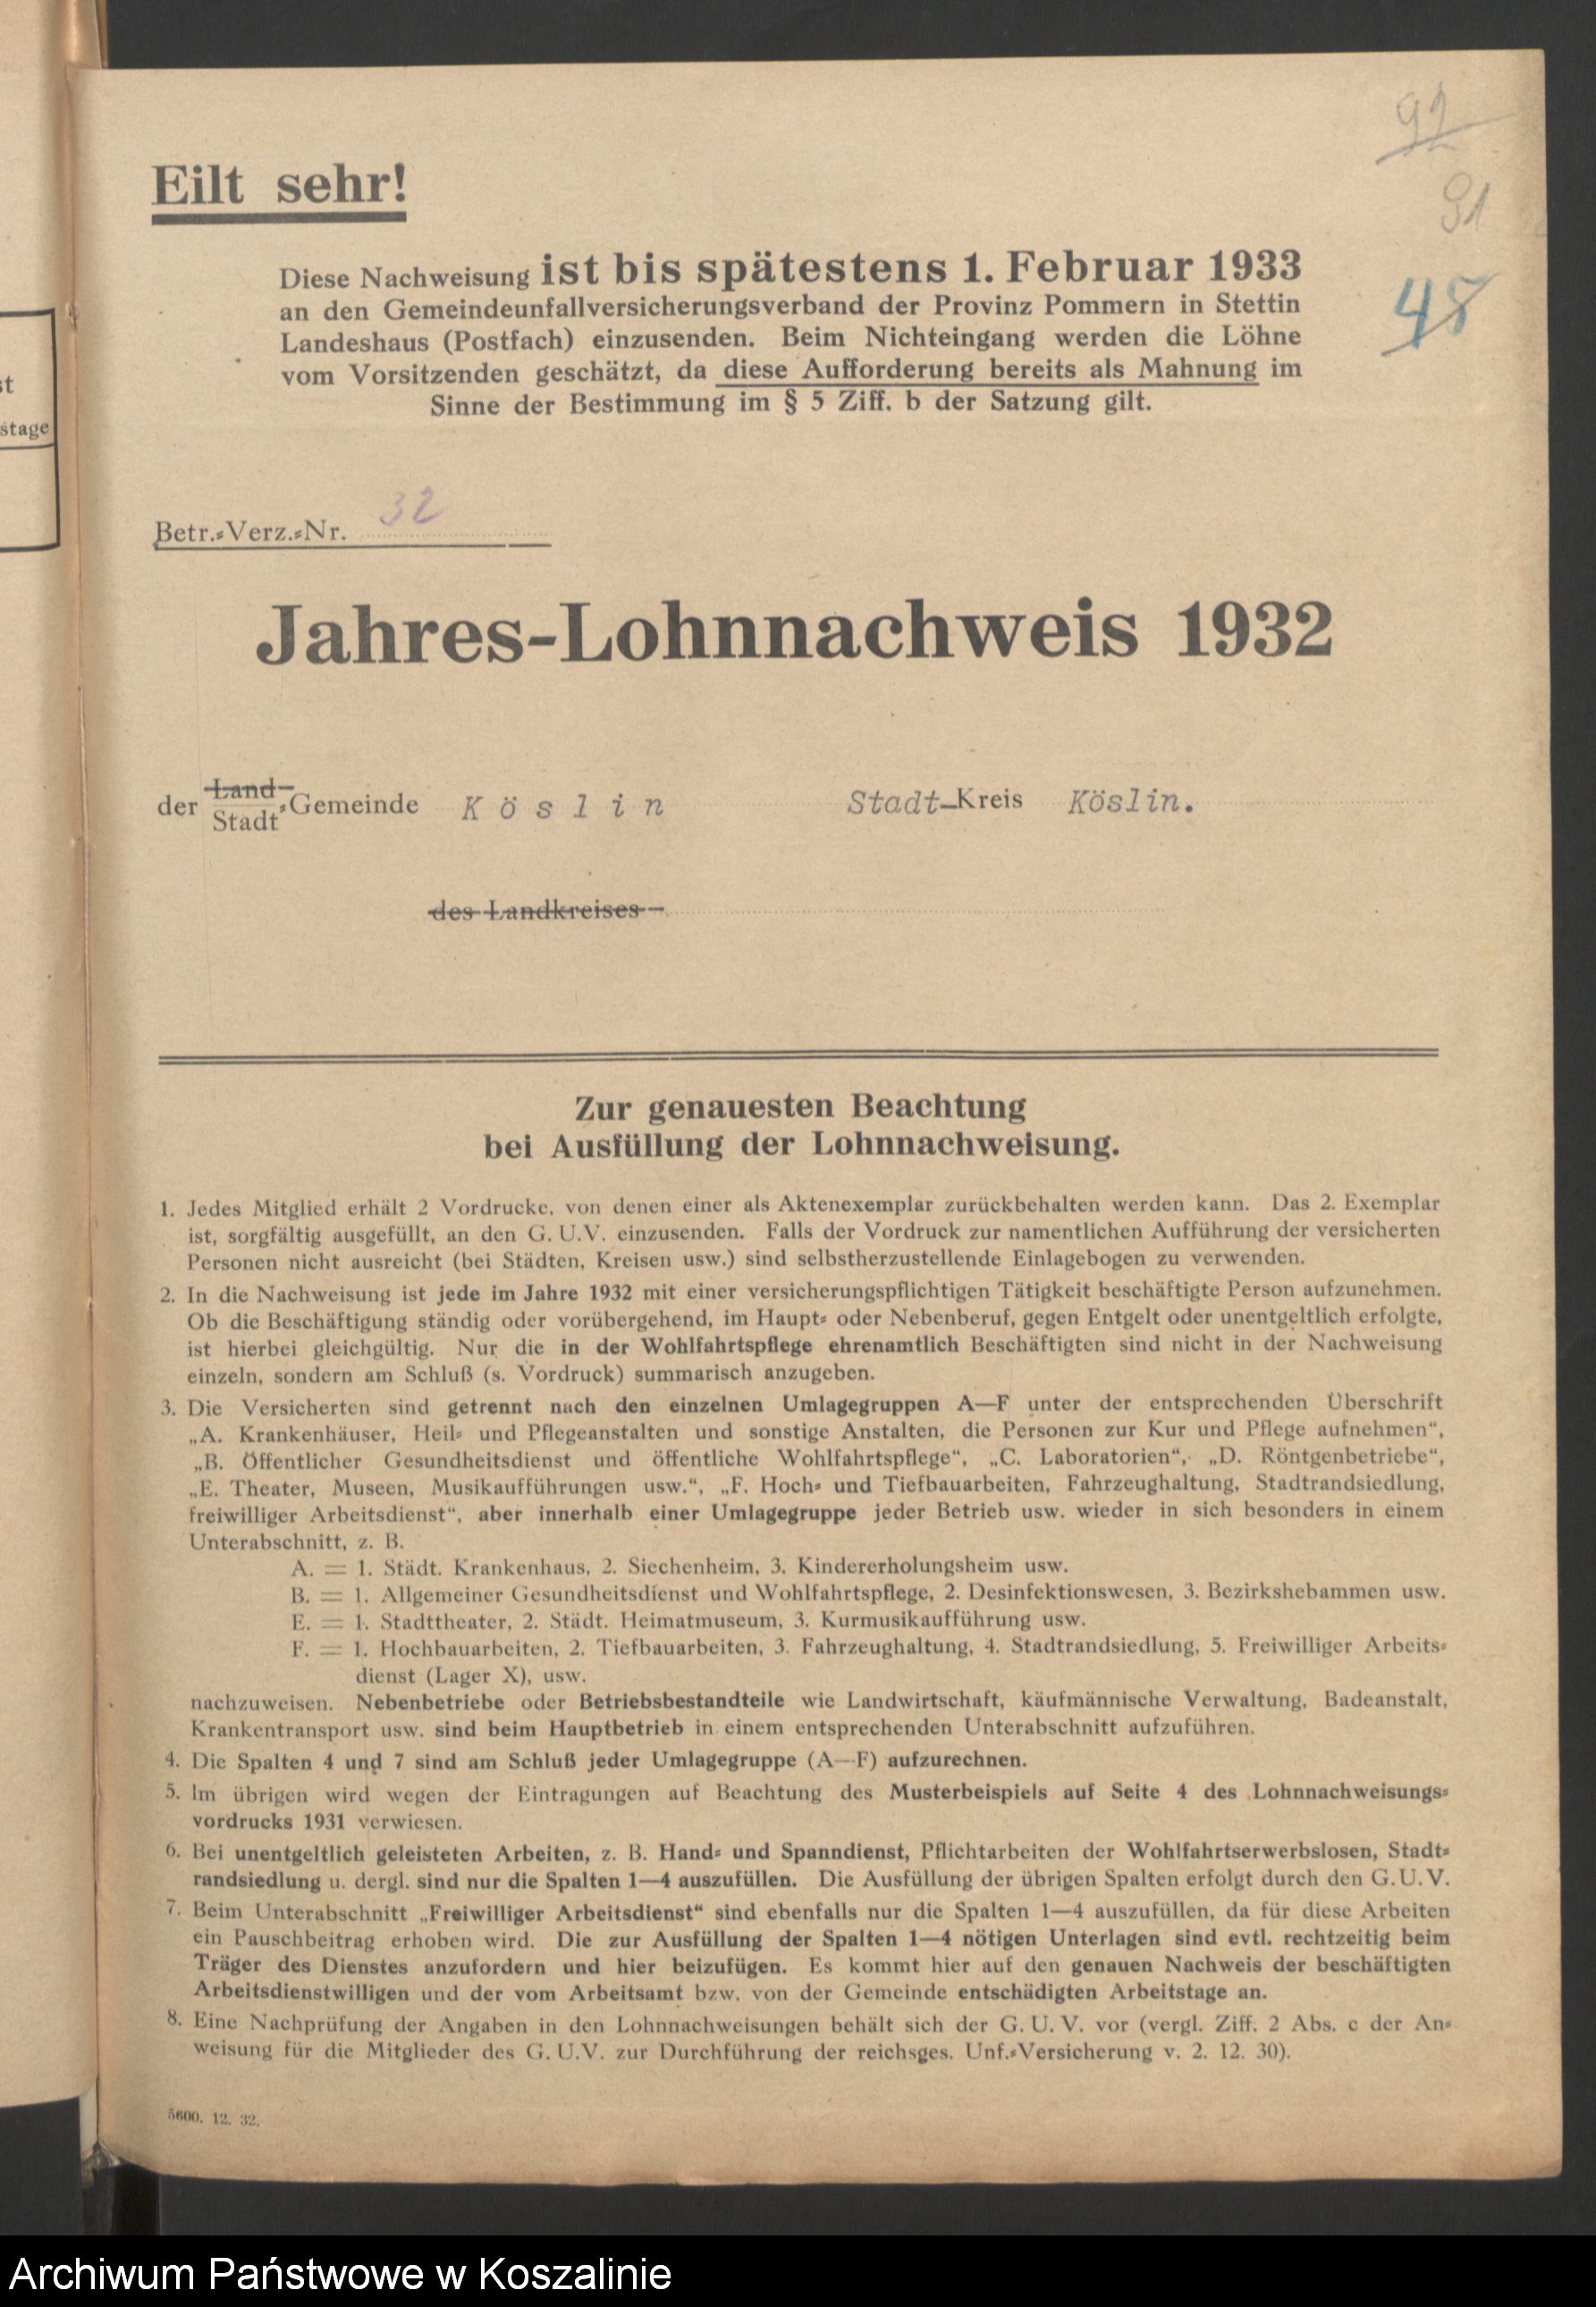 92
Eilt sehr!
91
Diese Nachweisung ist bis spätestens 1. Februar 1933
an den Gemeindeunfallversicherungsverband der Provinz Pommern in Stettin
48
Landeshaus (Postfach) einzusenden. Beim Nichteingang werden die Löhne
vom Vorsitzenden geschätzt, da diese Aufforderung bereits als Mahnung im
Sinne der Bestimmung im § 5 Ziff. b der Satzung gilt.
st
stage
Betr.-Verz.-Nr. 32
Jahres-Lohnnachweis 1932
der Land-
Stadt-Gemeinde Köslin Stadt-Kreis Köslin.
des Landkreises
Zur genauesten Beachtung
bei Ausfüllung der Lohnnachweisung.
1. Jedes Mitglied erhält 2 Vordrucke, von denen einer als Aktenexemplar zurückbehalten werden kann. Das 2. Exemplar
ist, sorgfältig ausgefüllt, an den G.U.V. einzusenden. Falls der Vordruck zur namentlichen Aufführung der versicherten
Personen nicht ausreicht (bei Städten, Kreisen usw.) sind selbstherzustellende Einlagebogen zu verwenden.
2. In die Nachweisung ist jede im Jahre 1932 mit einer versicherungspflichtigen Tätigkeit beschäftigte Person aufzunehmen.
Ob die Beschäftigung ständig oder vorübergehend, im Haupt- oder Nebenberuf, gegen Entgelt oder unentgeltlich erfolgte,
ist hierbei gleichgültig. Nur die in der Wohlfahrtspflege ehrenamtlich Beschäftigten sind nicht in der Nachweisung
einzeln, sondern am Schluß (s. Vordruck) summarisch anzugeben.
3. Die Versicherten sind getrennt nach den einzelnen Umlagegruppen A—F unter der entsprechenden Überschrift
„A. Krankenhäuser, Heil- und Pflegeanstalten und sonstige Anstalten, die Personen zur Kur und Pflege aufnehmen“,
„B. Öffentlicher Gesundheitsdienst und öffentliche Wohlfahrtspflege“, „C. Laboratorien“, „D. Röntgenbetriebe“,
„E. Theater, Museen, Musikaufführungen usw.“, „F. Hoch- und Tiefbauarbeiten, Fahrzeughaltung, Stadtrandsiedlung,
freiwilliger Arbeitsdienst“, aber innerhalb einer Umlagegruppe jeder Betrieb usw. wieder in sich besonders in einem
Unterabschnitt, z. B.
A. = 1. Städt. Krankenhaus, 2. Siechenheim, 3. Kindererholungsheim usw.
B. = 1. Allgemeiner Gesundheitsdienst und Wohlfahrtspflege, 2. Desinfektionswesen, 3. Bezirkshebammen usw.
E. = 1. Stadttheater, 2. Städt. Heimatmuseum, 3. Kurmusikaufführung usw.
F. = 1. Hochbauarbeiten, 2. Tiefbauarbeiten, 3. Fahrzeughaltung, 4. Stadtrandsiedlung, 5. Freiwilliger Arbeits-
dienst (Lager X), usw.
nachzuweisen. Nebenbetriebe oder Betriebsbestandteile wie Landwirtschaft, käufmännische Verwaltung, Badeanstalt,
Krankentransport usw. sind beim Hauptbetrieb in einem entsprechenden Unterabschnitt aufzuführen.
4. Die Spalten 4 und 7 sind am Schluß jeder Umlagegruppe (A—F) aufzurechnen.
5. Im übrigen wird wegen der Eintragungen auf Beachtung des Musterbeispiels auf Seite 4 des Lohnnachweisungs-
vordrucks 1931 verwiesen.
6. Bei unentgeltlich geleisteten Arbeiten, z. B. Hand- und Spanndienst, Pflichtarbeiten der Wohlfahrtserwerbslosen, Stadt-
randsiedlung u. dergl. sind nur die Spalten 1—4 auszufüllen. Die Ausfüllung der übrigen Spalten erfolgt durch den G.U.V.
7. Beim Unterabschnitt „Freiwilliger Arbeitsdienst“ sind ebenfalls nur die Spalten 1—4 auszufüllen, da für diese Arbeiten
ein Pauschbeitrag erhoben wird. Die zur Ausfüllung der Spalten 1—4 nötigen Unterlagen sind evtl. rechtzeitig beim
Träger des Dienstes anzufordern und hier beizufügen. Es kommt hier auf den genauen Nachweis der beschäftigten
Arbeitsdienstwilligen und der vom Arbeitsamt bzw. von der Gemeinde entschädigten Arbeitstage an.
8. Eine Nachprüfung der Angaben in den Lohnnachweisungen behält sich der G.U.V. vor (vergl. Ziff. 2 Abs. c der An-
weisung für die Mitglieder des G.U.V. zur Durchführung der reichsges. Unf.-Versicherung v. 2. 12. 30).
5600. 12. 32.
Archiwum Państwowe w Koszalinie